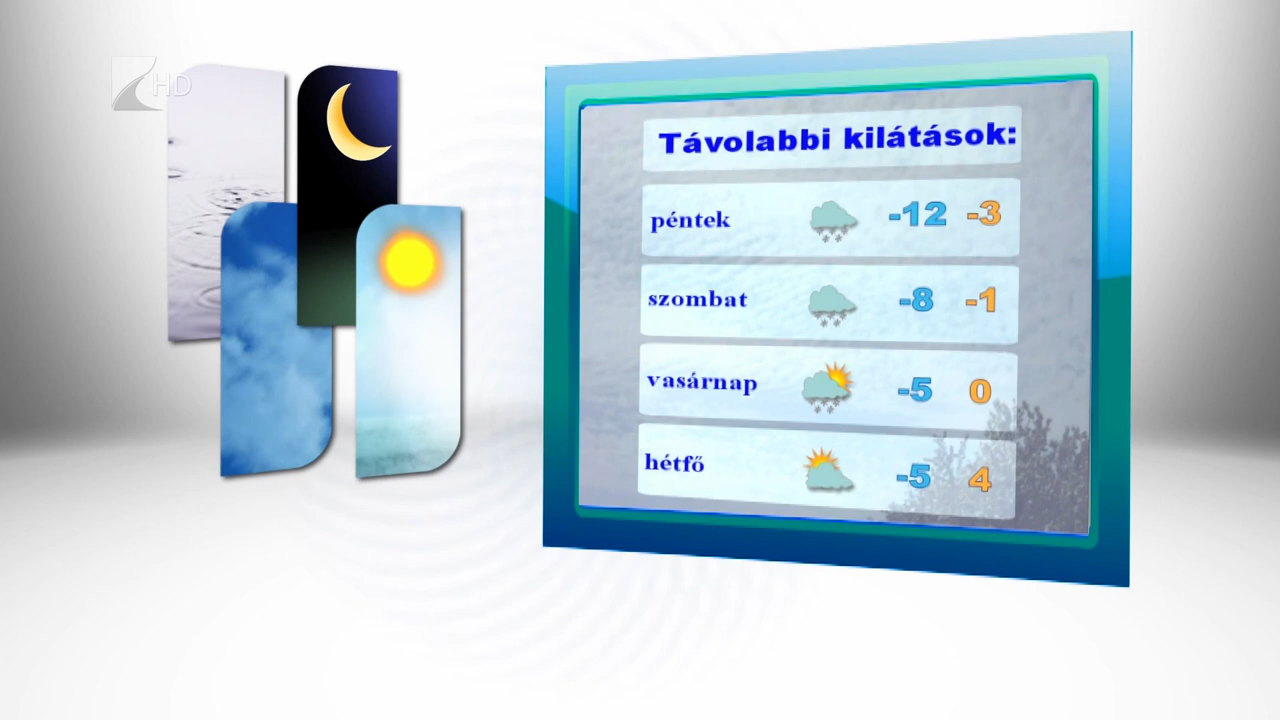 HD
Távolabbi kilátások:
péntek -12 -3
szombat -8 -1
vasárnap -5 0
hétfő -5 4